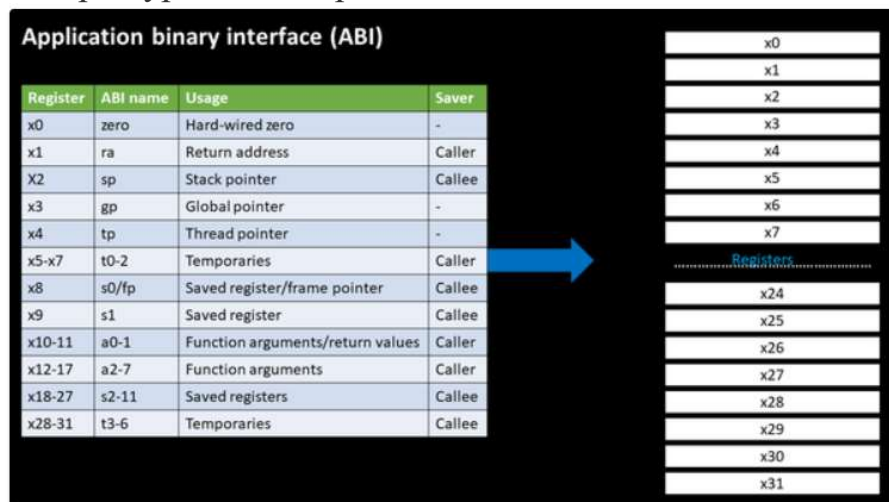 Application binary interface (ABI)
Register ABI name Usage Saver
x0 zero Hard-wired zero -
x1 ra Return address Caller
X2 sp Stack pointer Callee
x3 gp Global pointer -
x4 tp Thread pointer -
x5-x7 t0-2 Temporaries Caller
x8 s0/fp Saved register/frame pointer Callee
x9 s1 Saved register Callee
x10-11 a0-1 Function arguments/return values Caller
x12-17 a2-7 Function arguments Caller
x18-27 s2-11 Saved registers Callee
x28-31 t3-6 Temporaries Callee
x0
x1
x2
x3
x4
x5
x6
x7
Registers
x24
x25
x26
x27
x28
x29
x30
x31